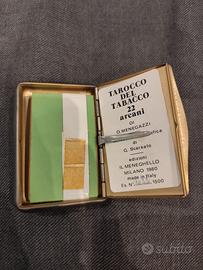 TAROCCO
DEL
TABACCO
22
arcani
DI
O. MENEGAZZI
di
G. Scarsato
edizioni
IL MENEGHELLO
MILANO 1980
made in Italy
Es. N° 1500
subito